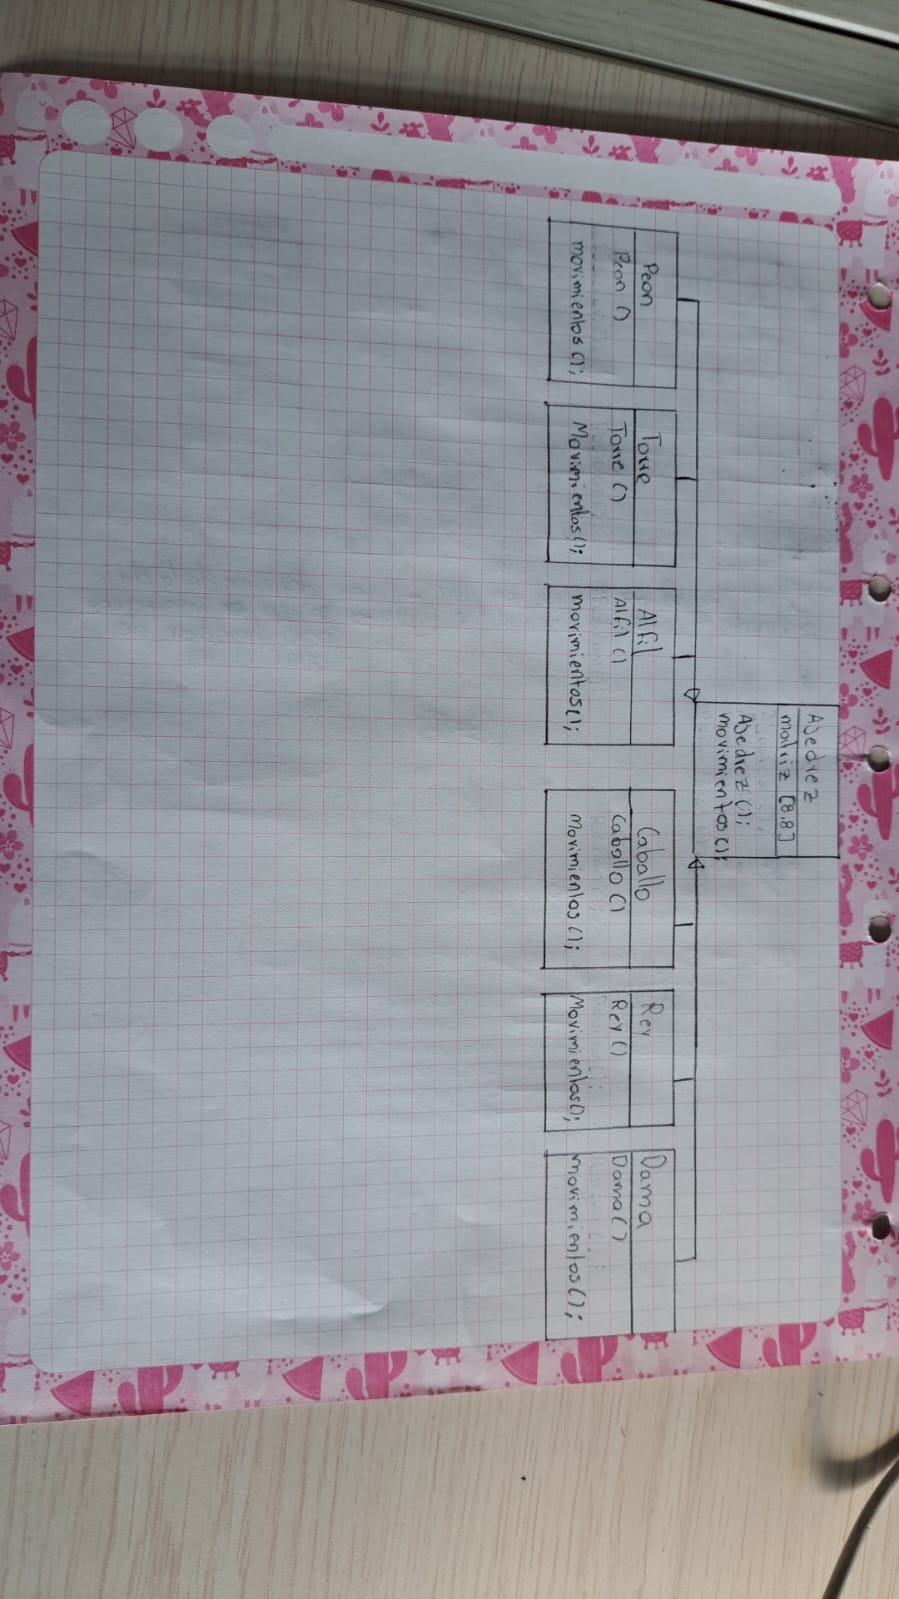 Ajedrez
matriz [8.8]
Ajedrez();
movimientos();
Peon
Peon ()
movimientos();
Torre
Torre ()
Movimientos();
Alfil
Alfil ()
movimientos();
Caballo
Caballo ()
Movimientos ();
Rey
Rey ()
Movimientos();
Dama
Dama()
movimientos();